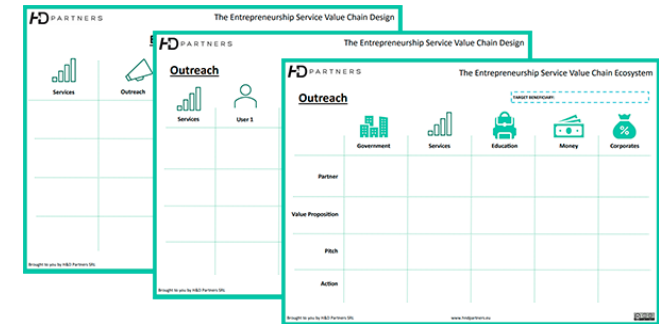 HD PARTNERS
The Entrepreneurship Service Value Chain Design
Services
Outreach
Brought to you by H&D Partners SRL
HD PARTNERS
The Entrepreneurship Service Value Chain Design
Outreach
Services
User 1
Brought to you by H&D Partners SRL
HD PARTNERS
The Entrepreneurship Service Value Chain Ecosystem
Outreach
TARGET BENEFICIARY:
Government
Services
Education
Money
Corporates
Partner
Value Proposition
Pitch
Action
Brought to you by H&D Partners SRL
www.hndpartners.eu